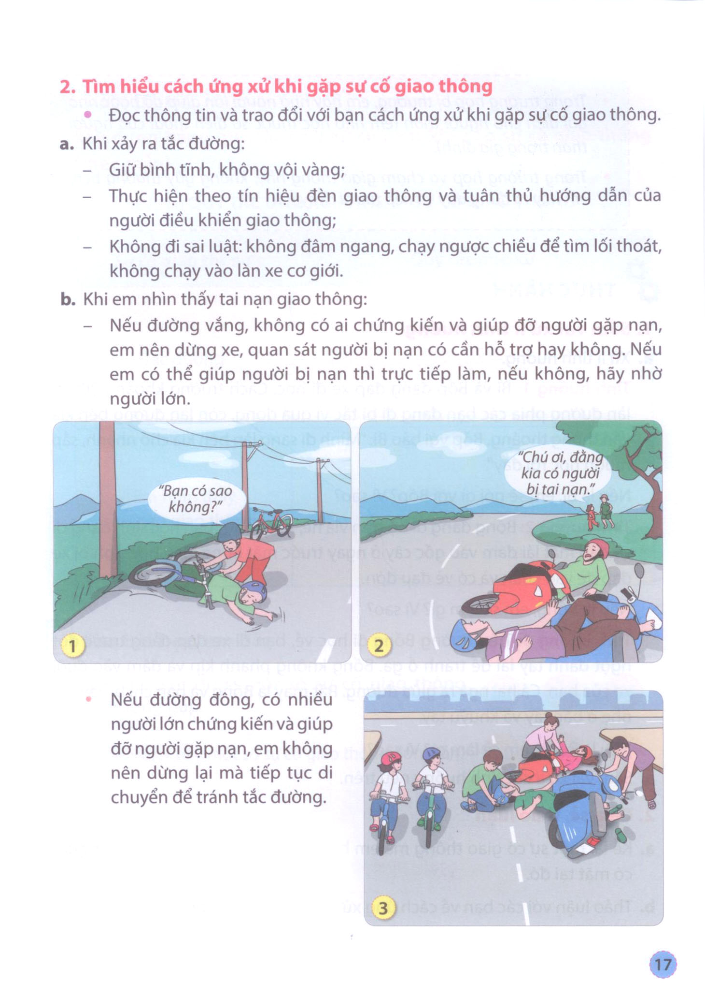 2. Tìm hiểu cách ứng xử khi gặp sự cố giao thông
• Đọc thông tin và trao đổi với bạn cách ứng xử khi gặp sự cố giao thông.
a. Khi xảy ra tắc đường:
– Giữ bình tĩnh, không vội vàng;
– Thực hiện theo tín hiệu đèn giao thông và tuân thủ hướng dẫn của
người điều khiển giao thông;
– Không đi sai luật: không đâm ngang, chạy ngược chiều để tìm lối thoát,
không chạy vào làn xe cơ giới.
b. Khi em nhìn thấy tai nạn giao thông:
– Nếu đường vắng, không có ai chứng kiến và giúp đỡ người gặp nạn,
em nên dừng xe, quan sát người bị nạn có cần hỗ trợ hay không. Nếu
em có thể giúp người bị nạn thì trực tiếp làm, nếu không, hãy nhờ
người lớn.
"Bạn có sao
không?"
1
"Chú ơi, đằng
kia có người
bị tai nạn."
2
• Nếu đường đông, có nhiều
người lớn chứng kiến và giúp
đỡ người gặp nạn, em không
nên dừng lại mà tiếp tục di
chuyển để tránh tắc đường.
3
17